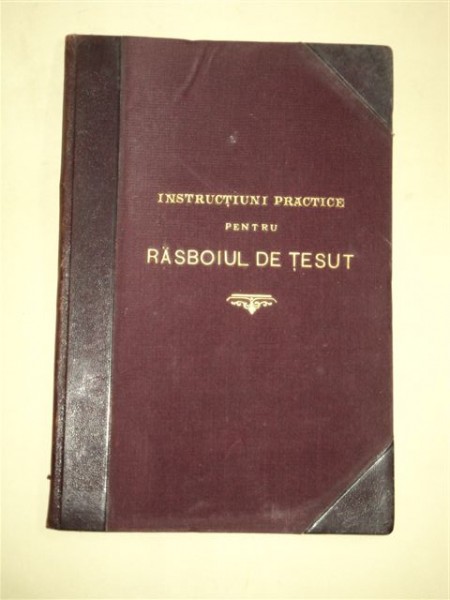 INSTRUCȚIUNI PRACTICE
PENTRU
RĂSBOIUL DE ȚESUT